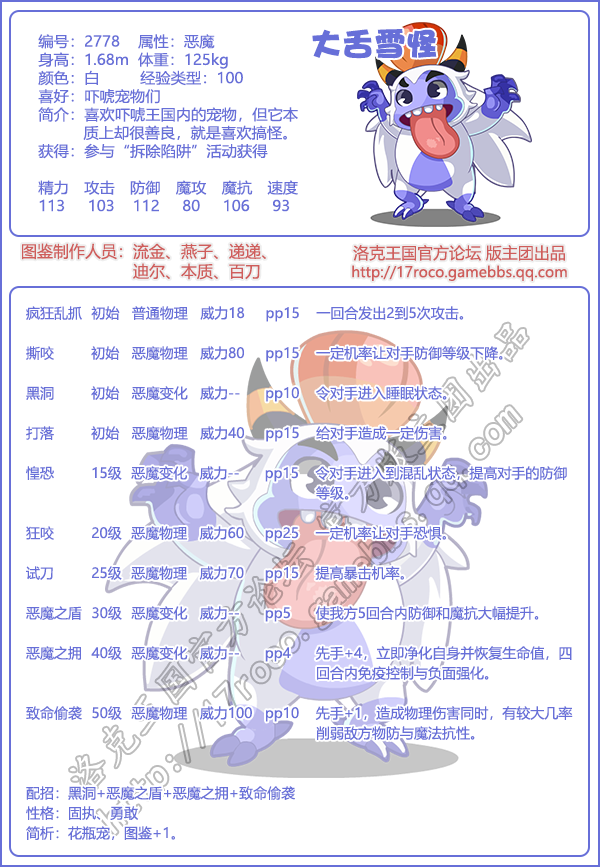 大舌雪怪
编号：2778 属性：恶魔
身高：1.68m 体重：125kg
颜色：白 经验类型：100
喜好：吓唬宠物们
简介：喜欢吓唬王国内的宠物，但它本
质上却很善良，就是喜欢搞怪。
获得：参与“拆除陷阱”活动获得
精力 攻击 防御 魔攻 魔抗 速度
113 103 112 80 106 93
图鉴制作人员：流金、燕子、递递、
迪尔、本质、百刀
洛克王国官方论坛 版主团出品
http://17roco.gamebbs.qq.com
疯狂乱抓 初始 普通物理 威力18 pp15 一回合发出2到5次攻击。
撕咬 初始 恶魔物理 威力80 pp15 一定机率让对手防御等级下降。
黑洞 初始 恶魔变化 威力-- pp10 令对手进入睡眠状态。
打落 初始 恶魔物理 威力40 pp15 给对手造成一定伤害。
惶恐 15级 恶魔变化 威力-- pp15 令对手进入到混乱状态，提高对手的防御
等级。
狂咬 20级 恶魔物理 威力60 pp25 一定机率让对手恐惧。
试刀 25级 恶魔物理 威力70 pp15 提高暴击机率。
恶魔之盾 30级 恶魔变化 威力-- pp5 使我方5回合内防御和魔抗大幅提升。
恶魔之拥 40级 恶魔变化 威力-- pp4 先手+4，立即净化自身并恢复生命值，四
回合内免疫控制与负面强化。
致命偷袭 50级 恶魔物理 威力100 pp10 先手+1，造成物理伤害同时，有较大几率
削弱敌方物防与魔法抗性。
配招：黑洞+恶魔之盾+恶魔之拥+致命偷袭
性格：固执、勇敢
简析：花瓶宠，图鉴+1。
洛克王国官方论坛 版主团出品
http://17roco.gamebbs.qq.com